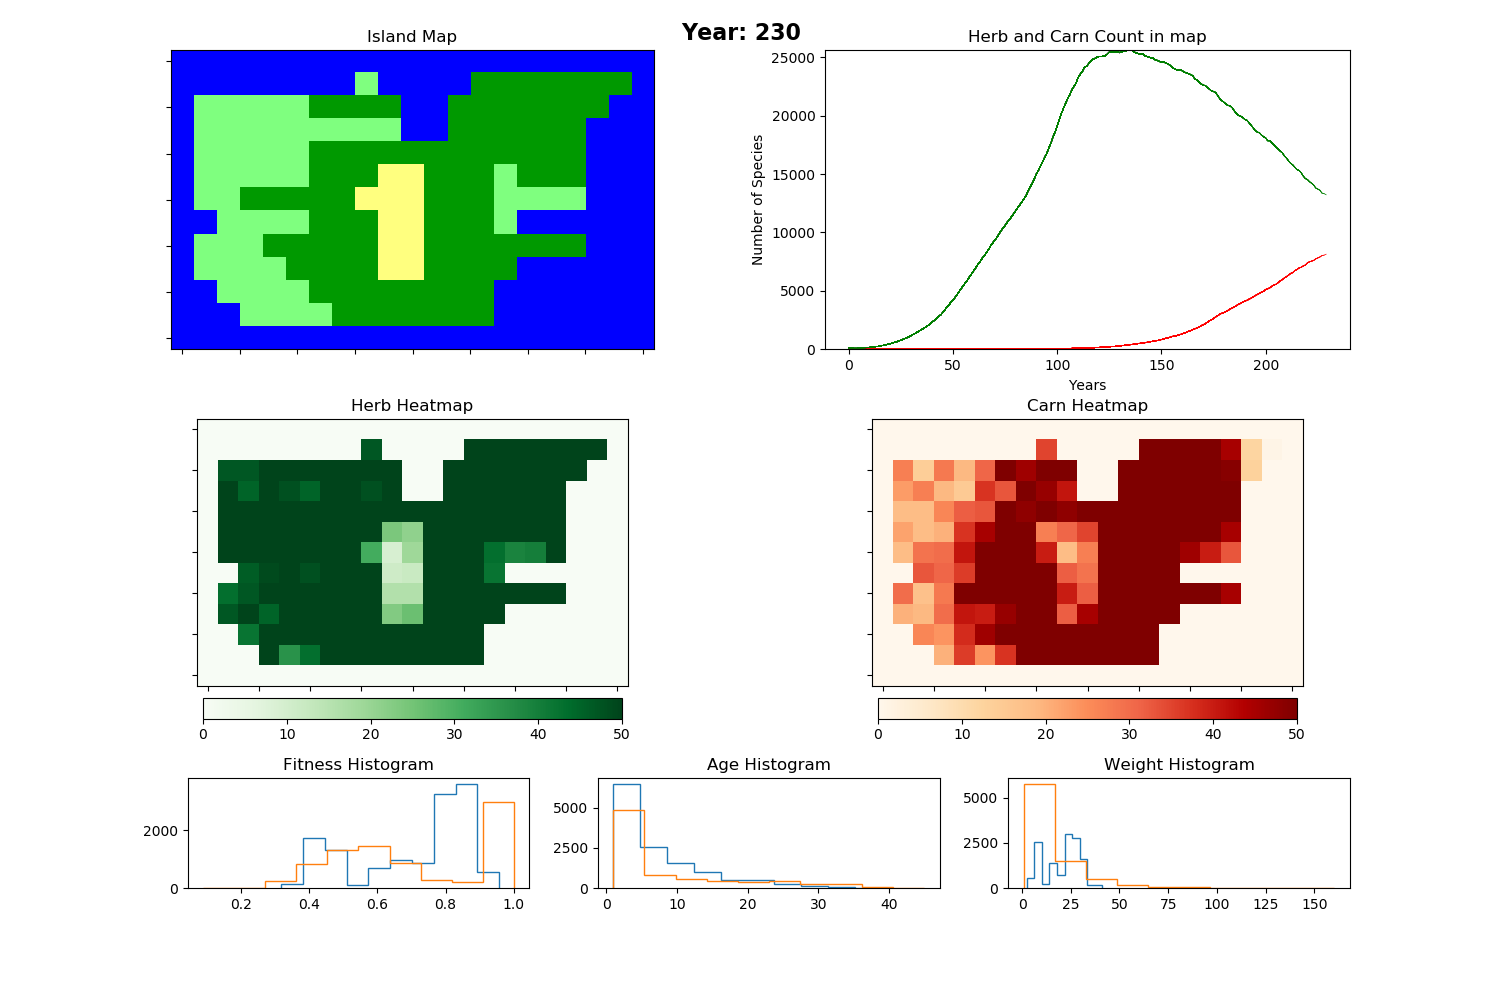 Year: 230
Island Map
Herb and Carn Count in map
25000
20000
15000
10000
5000
0
Number of Species
0 50 100 150 200
Years
Herb Heatmap
Carn Heatmap
0 10 20 30 40 50
0 10 20 30 40 50
Fitness Histogram
Age Histogram
Weight Histogram
2000
0
0.2 0.4 0.6 0.8 1.0
5000
2500
0
0 10 20 30 40
5000
2500
0
0 25 50 75 100 125 150